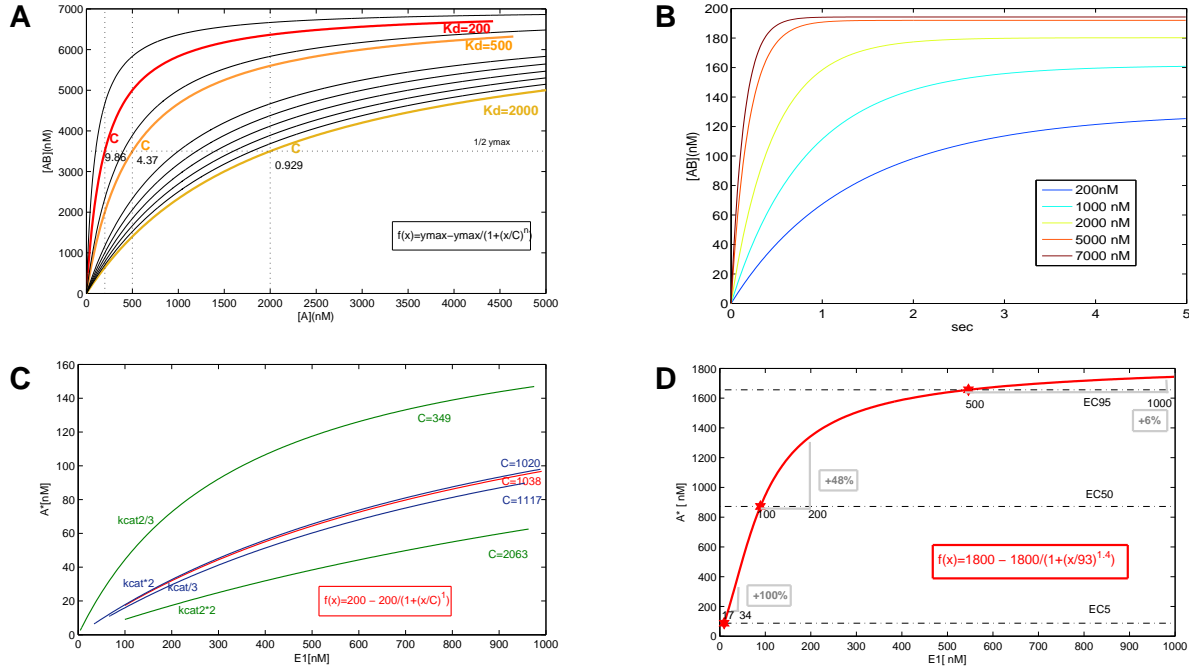 A
7000
6000
5000
4000
3000
2000
1000
0
[AB](nM)
Kd=200
Kd=500
Kd=2000
C
9.86
C
4.37
C
0.929
1/2 ymax
f(x)=ymax−ymax/(1+(x/C)^n)
0 500 1000 1500 2000 2500 3000 3500 4000 4500 5000
[A](nM)
B
200
180
160
140
120
100
80
60
40
20
0
[AB](nM)
200nM
1000 nM
2000 nM
5000 nM
7000 nM
0 1 2 3 4 5
sec
C
160
140
120
100
80
60
40
20
0
A*[nM]
C=349
C=1020
C=1038
C=1117
C=2063
kcat2/3
kcat*2
kcat/3
kcat2*2
f(x)=200 − 200/(1+(x/C)^1)
0 100 200 300 400 500 600 700 800 900 1000
E1[nM]
D
1800
1600
1400
1200
1000
800
600
400
200
0
A* [ nM]
500
EC95
1000
+6%
+48%
100 200
EC50
f(x)=1800 − 1800/(1+(x/93)^1.4)
+100%
17 34
EC5
0 100 200 300 400 500 600 700 800 900 1000
E1[ nM]